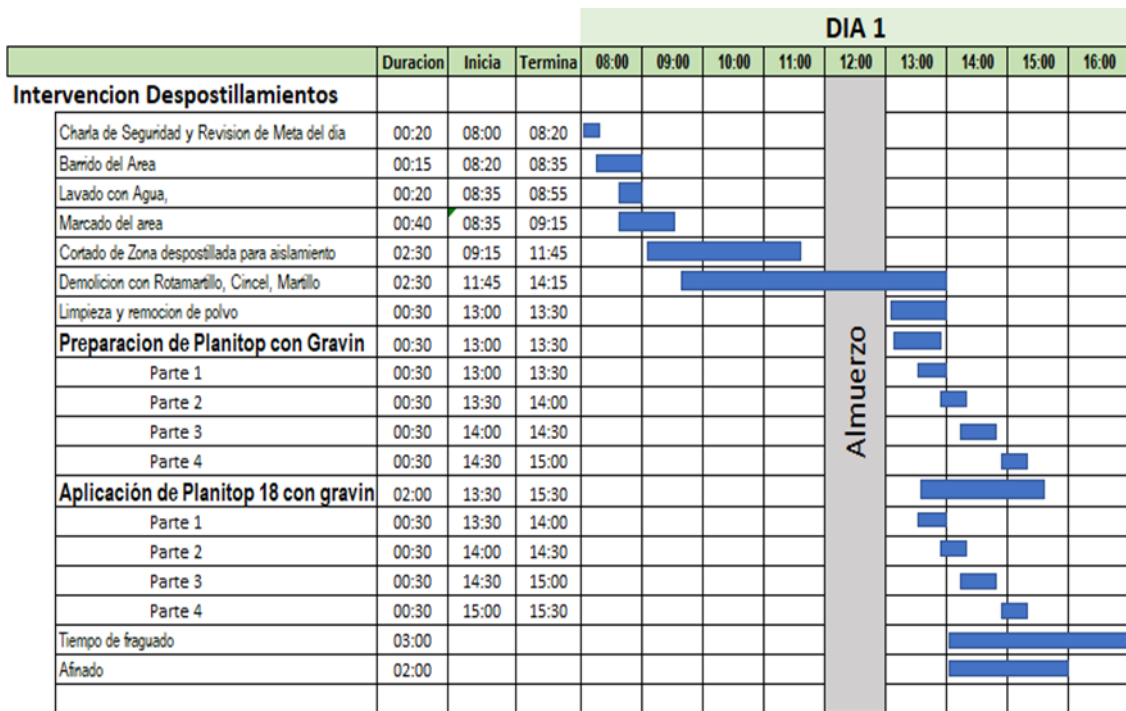 DIA 1
Duracion Inicia Termina 08:00 09:00 10:00 11:00 12:00 13:00 14:00 15:00 16:00
Intervencion Despostillamientos
Charla de Seguridad y Revision de Meta del dia 00:20 08:00 08:20
Barrido del Area 00:15 08:20 08:35
Lavado con Agua, 00:20 08:35 08:55
Marcado del area 00:40 08:35 09:15
Cortado de Zona despostillada para aislamiento 02:30 09:15 11:45
Demolicion con Rotamartillo, Cincel, Martillo 02:30 11:45 14:15
Limpieza y remocion de polvo 00:30 13:00 13:30
Preparacion de Planitop con Gravin 00:30 13:00 13:30
Parte 1 00:30 13:00 13:30
Parte 2 00:30 13:30 14:00
Parte 3 00:30 14:00 14:30
Parte 4 00:30 14:30 15:00
Aplicación de Planitop 18 con gravin 02:00 13:30 15:30
Parte 1 00:30 13:30 14:00
Parte 2 00:30 14:00 14:30
Parte 3 00:30 14:30 15:00
Parte 4 00:30 15:00 15:30
Tiempo de fraguado 03:00
Afinado 02:00
Almuerzo